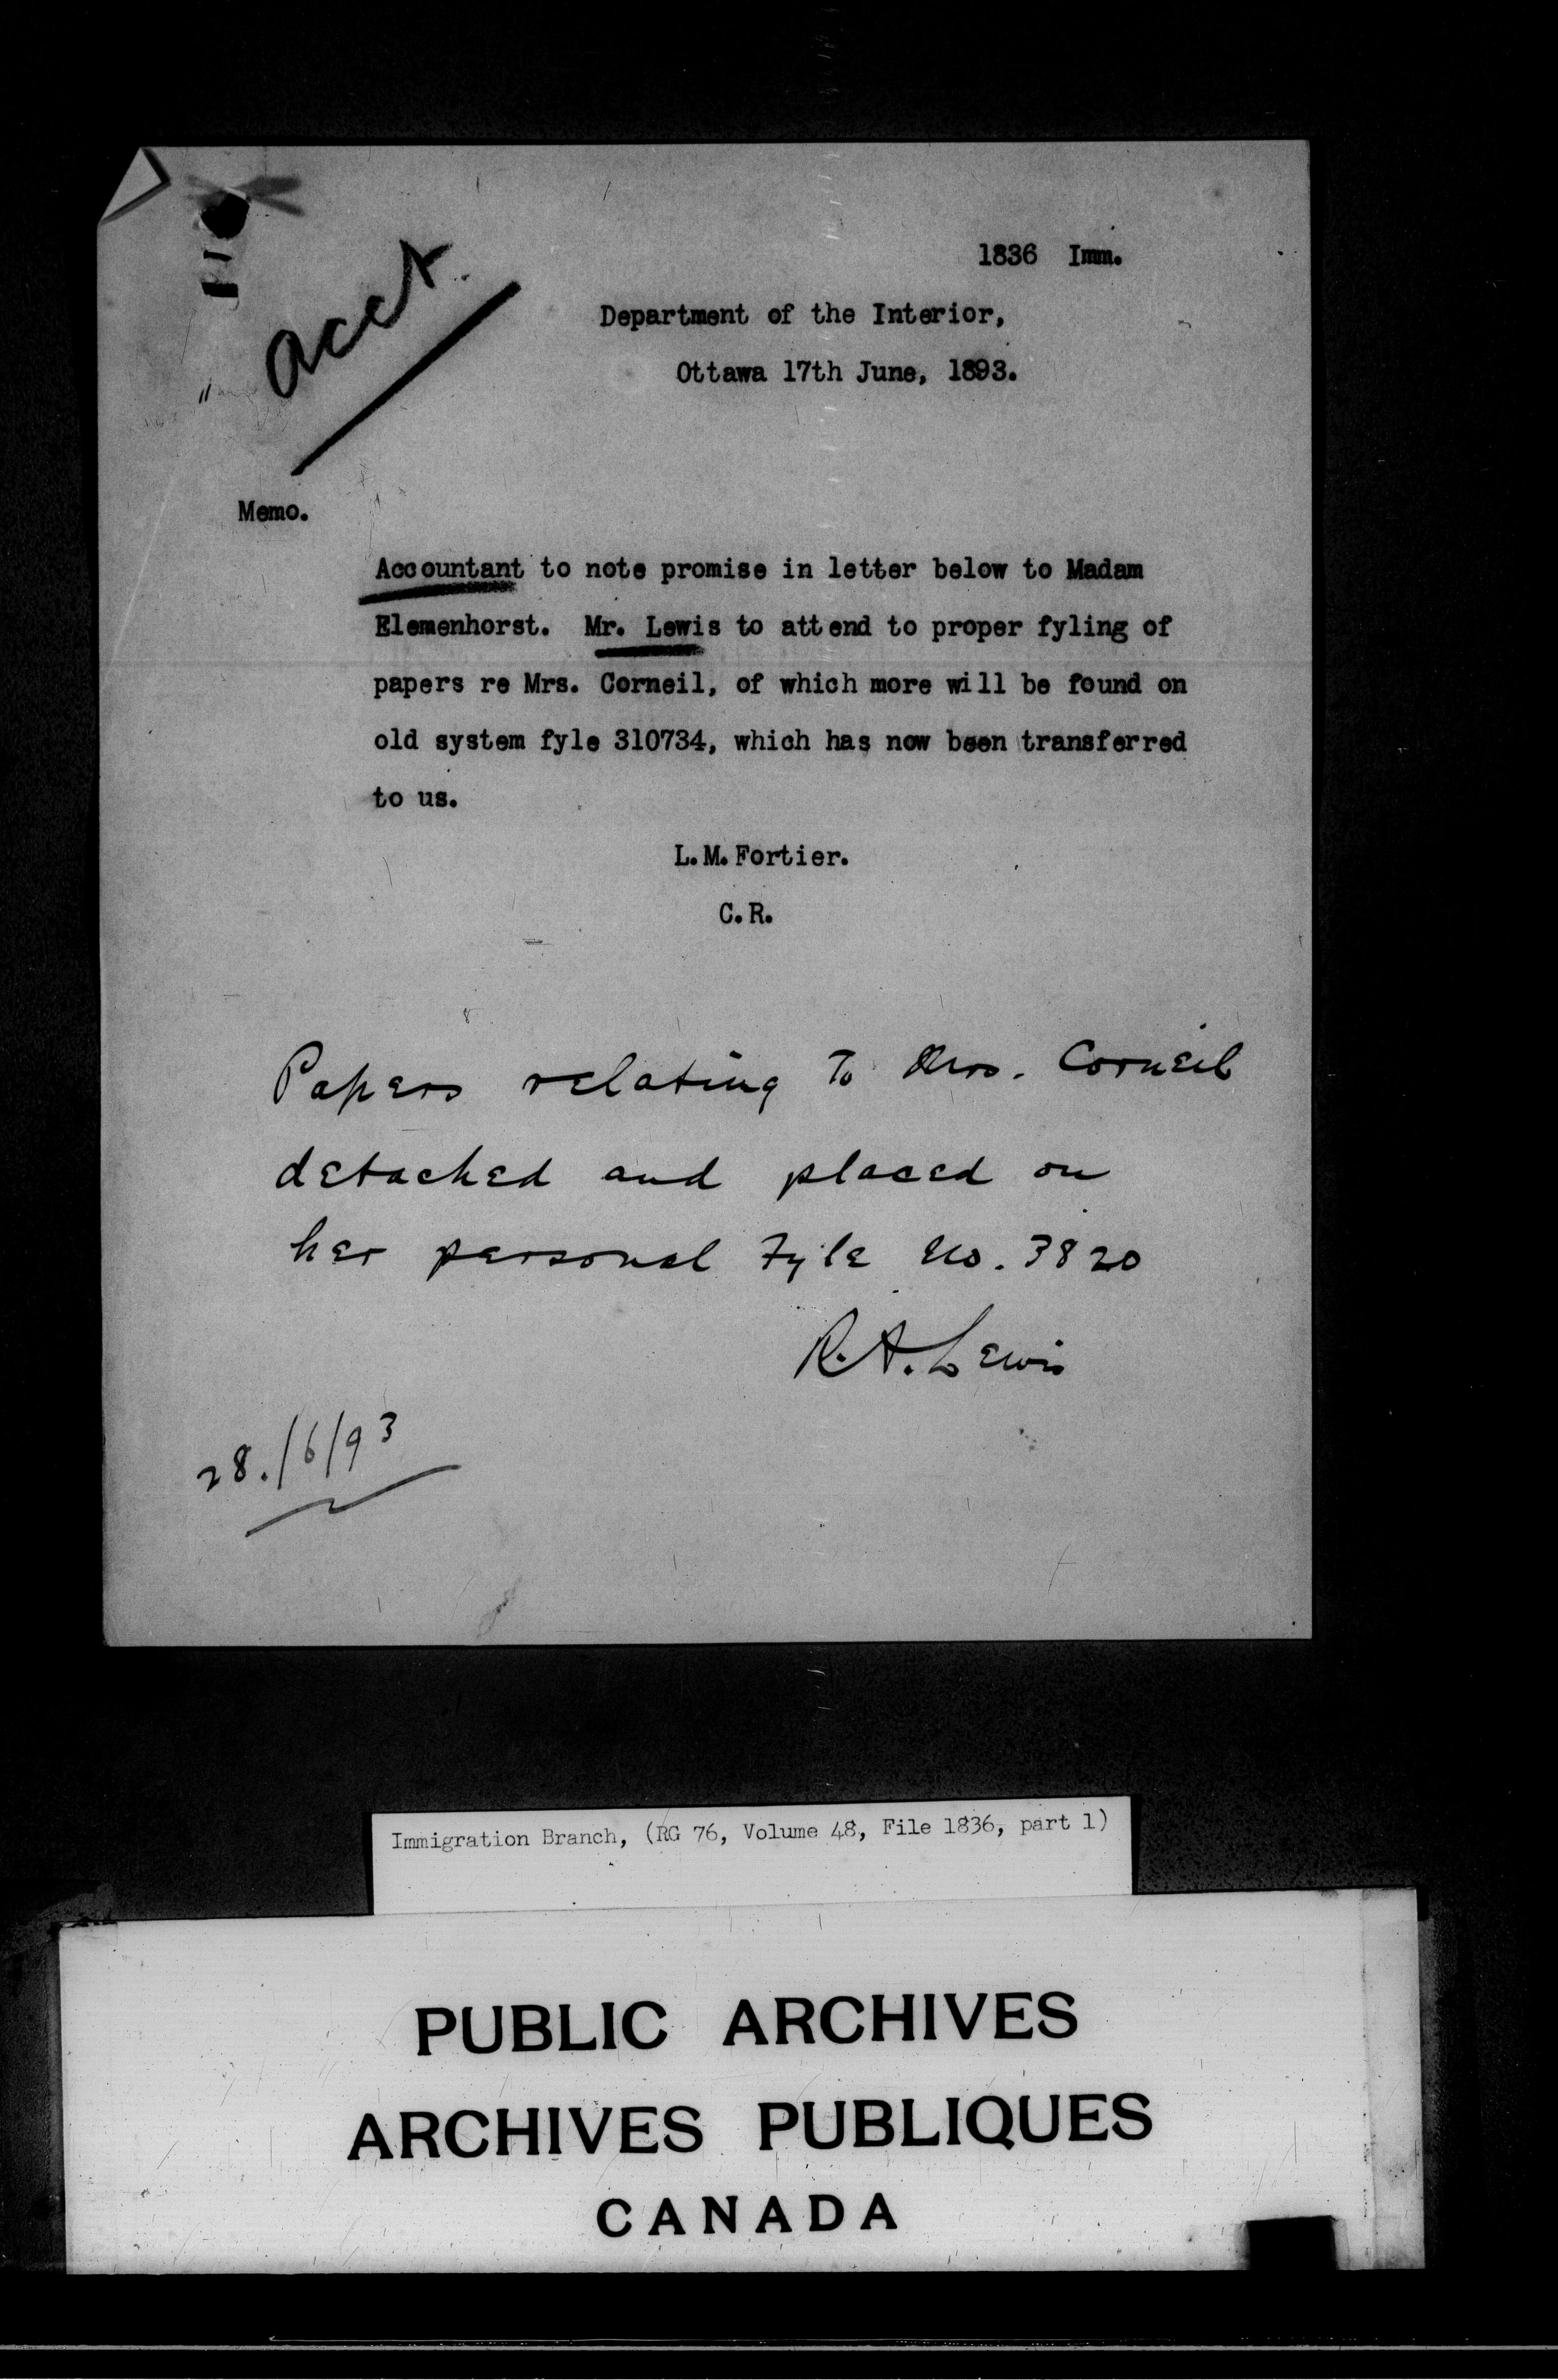 Acct.
1836 Imm.
Department of the Interior,
Ottawa 17th June, 1893.
Memo.
Accountant to note promise in letter below to Madam
Elemenhorst. Mr. Lewis to attend to proper fyling of
papers re Mrs. Corneil, of which more will be found on
old system fyle 310734, which has now been transferred
to us.
L.M. Fortier.
C.R.
Papers relating to Mrs. Corneil
detached and placed on
her personal Fyle No. 3820
R.A. Lewis
28./6/93
Immigration Branch, (RG 76, Volume 48, File 1836, part 1)
PUBLIC ARCHIVES
ARCHIVES PUBLIQUES
CANADA